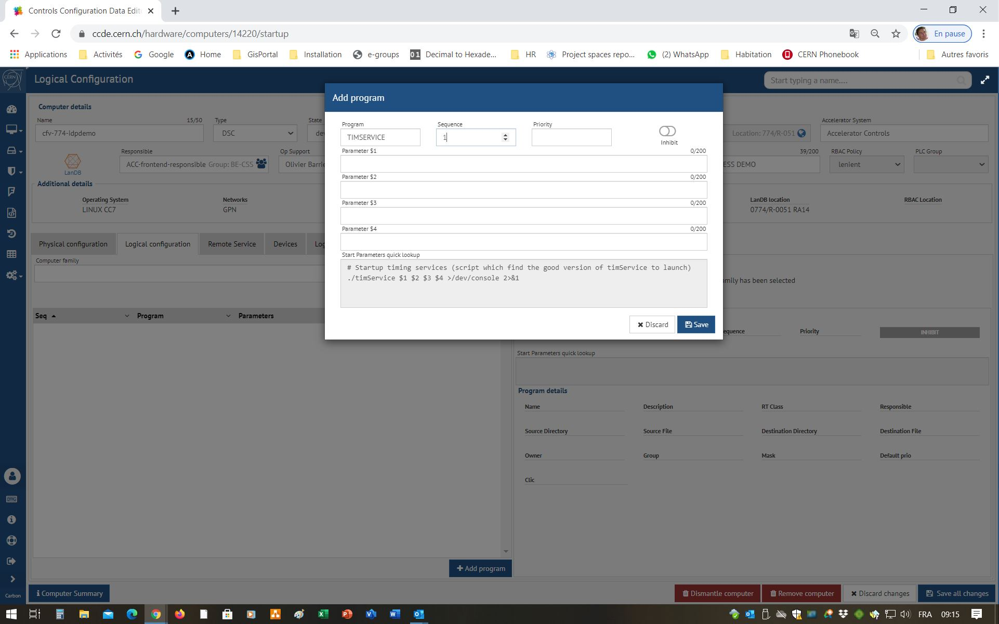 Controls Configuration Data Edit
ccde.cern.ch/hardware/computers/14220/startup
En pause
Applications
Activités
Google
Home
GisPortal
Installation
e-groups
Decimal to Hexade...
HR
Project spaces repo...
(2) WhatsApp
Habitation
CERN Phonebook
Autres favoris
CERN
Logical Configuration
Start typing a name....
Computer details
Name
15/50
cfv-774-idpdemo
Type
DSC
State
de
Location: 774/R-051
Accelerator System
Accelerator Controls
LanDB
Responsible
ACC-frontend-responsible Group: BE-CSS
Op Support
Olivier Barri
39/200
ESS DEMO
RBAC Policy
lenient
PLC Group
Additional details
Operating System
LINUX CC7
Networks
GPN
LanDB location
0774/R-0051 RA14
RBAC Location
Physical configuration
Logical configuration
Remote Service
Devices
Log
Computer family
amily has been selected
Seq
Program
Parameters
Add program
Program
TIMSERVICE
Sequence
1
Priority
Inhibit
Parameter $1
0/200
Parameter $2
0/200
Parameter $3
0/200
Parameter $4
0/200
Start Parameters quick lookup
# Startup timing services (script which find the good version of timService to launch)
./timService $1 $2 $3 $4 >/dev/console 2>&1
Discard
Save
equence
Priority
INHIBIT
Start Parameters quick lookup
Program details
Name
Description
RT Class
Responsible
Source Directory
Source File
Destination Directory
Destination File
Owner
Group
Mask
Default prio
Clic
Add program
Carbon
Computer Summary
Dismantle computer
Remove computer
Discard changes
Save all changes
FRA
09:15